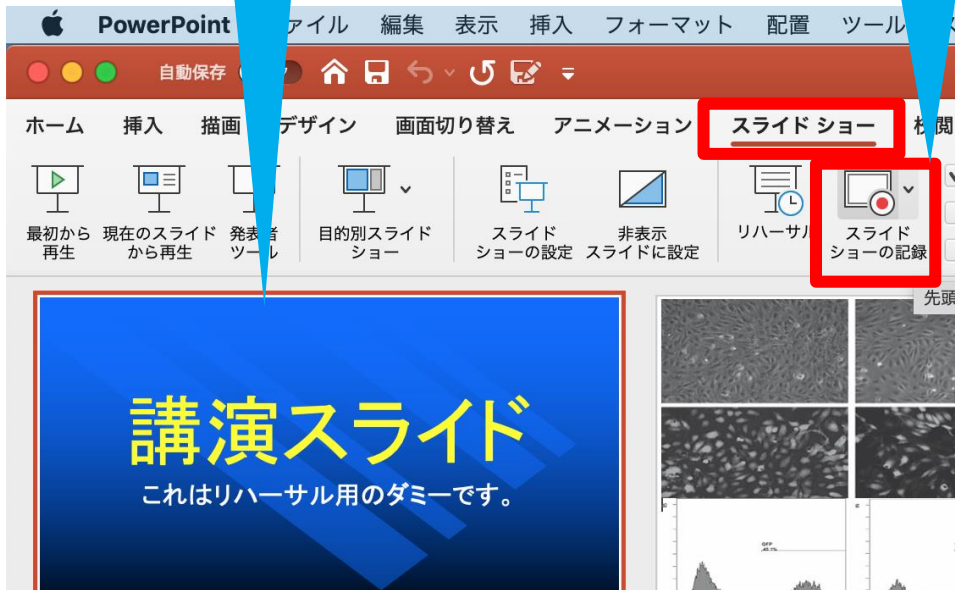 PowerPoint ァイル 編集 表示 挿入 フォーマット 配置 ツール
自動保存
ホーム 挿入 描画 デザイン 画面切り替え アニメーション スライド ショー 校閲
最初から
再生
現在のスライド
から再生
発表者
ツール
目的別スライド
ショー
スライド
ショーの設定
非表示
スライドに設定
リハーサル
スライド
ショーの記録
先頭
講演スライド
これはリハーサル用のダミーです。
GFP